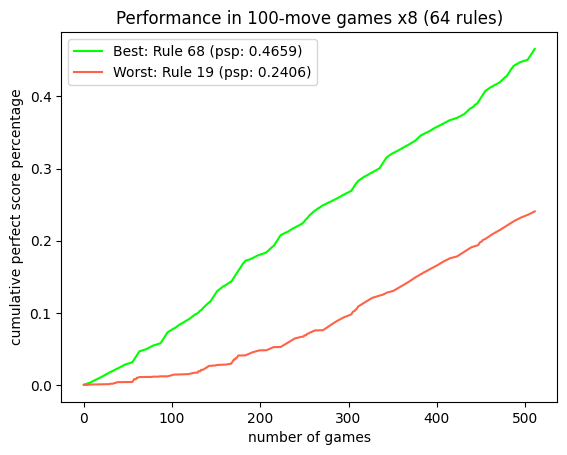 Performance in 100-move games x8 (64 rules)
Best: Rule 68 (psp: 0.4659)
Worst: Rule 19 (psp: 0.2406)
cumulative perfect score percentage
0.4
0.3
0.2
0.1
0.0
0 100 200 300 400 500
number of games